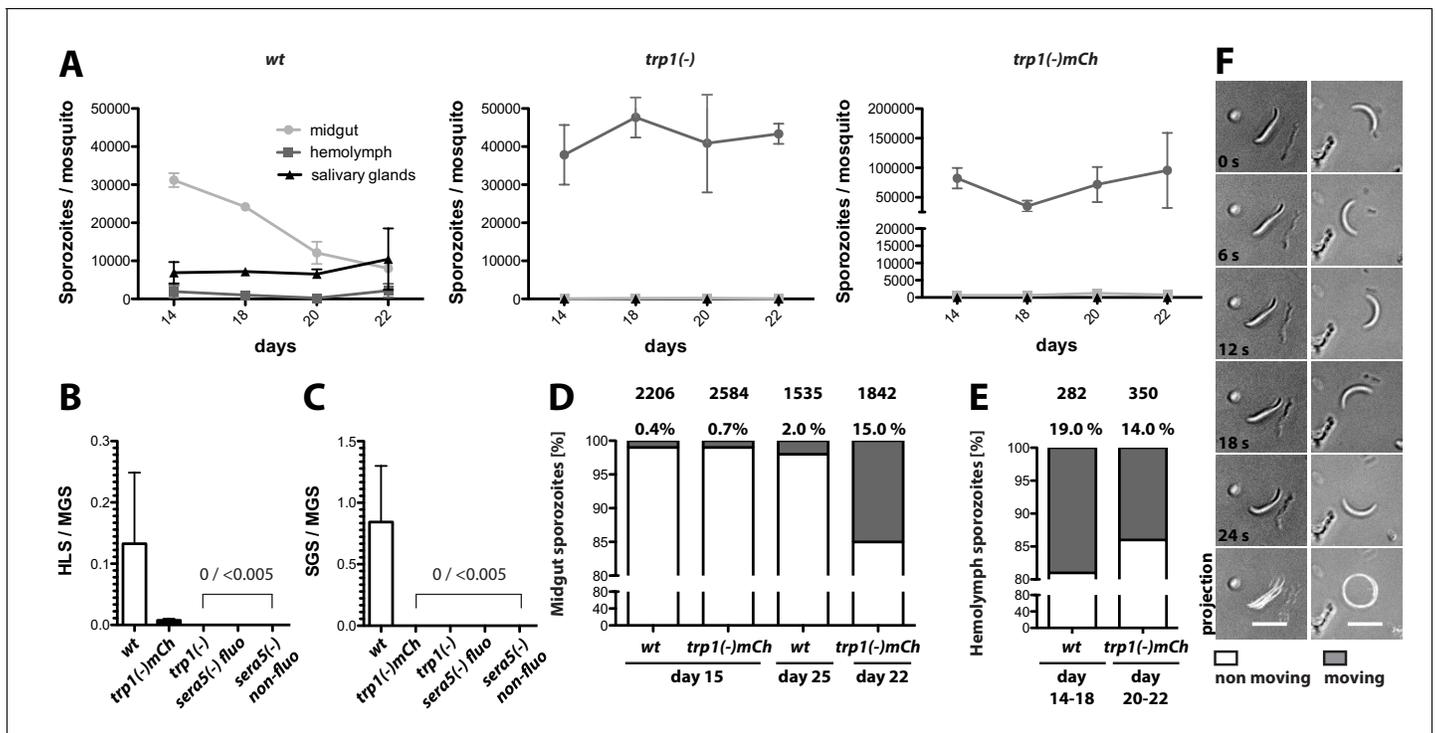 A
wt
trp1(-)
trp1(-)mCh
F
Sporozoites / mosquito
50000
40000
30000
20000
10000
0
midgut
hemolymph
salivary glands
14
18
20
22
days
Sporozoites / mosquito
50000
40000
30000
20000
10000
0
14
18
20
22
days
Sporozoites / mosquito
200000
150000
100000
50000
20000
15000
10000
5000
0
14
18
20
22
days
0 s
6 s
12 s
18 s
24 s
projection
B
HLS / MGS
0.3
0.2
0.1
0.0
0 / <0.005
wt
trp1(-)mCh
trp1(-)
sera5(-) fluo
sera5(-)
non-fluo
C
SGS / MGS
1.5
1.0
0.5
0.0
0 / <0.005
wt
trp1(-)mCh
trp1(-)
sera5(-) fluo
sera5(-)
non-fluo
D
2206 2584 1535 1842
0.4% 0.7% 2.0 % 15.0 %
Midgut sporozoites [%]
100
95
90
85
80
80
40
0
wt trp1(-)mCh wt trp1(-)mCh
day 15 day 25 day 22
E
282 350
19.0 % 14.0 %
Hemolymph sporozoites [%]
100
95
90
85
80
80
40
0
wt trp1(-)mCh
day
14-18
day
20-22
non moving
moving